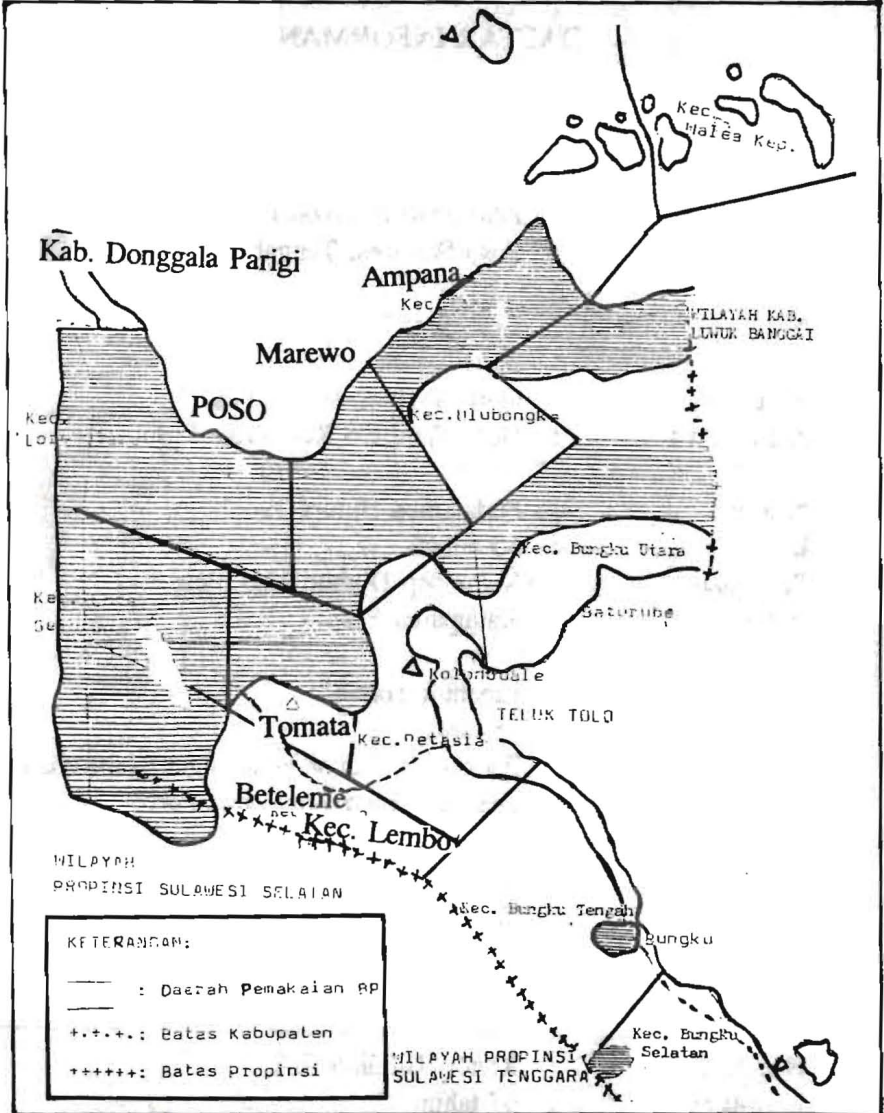 Kec.
Walea Kep.
Kab. Donggala Parigi
Ampana
Kec
WILAYAH KAB.
LUWUK BANGGAI
Marewo
POSO
Kec.Ulubongka
Kec.
Kec. Bungku Utara
Baturube
Kolonodale
TELUK TOLO
Tomata
Kec.Petasia
Beteleme
Kec. Lembo
WILAYAH
PROPINSI SULAWESI SELATAN
Kec. Bungku Tengah
Bungku
KETERANGAN:
: Daerah Pemakaian BP
+.+.+.: Batas Kabupaten
++++++: Batas Propinsi
WILAYAH PROPINSI
SULAWESI TENGGARA
Kec. Bungku
Selatan